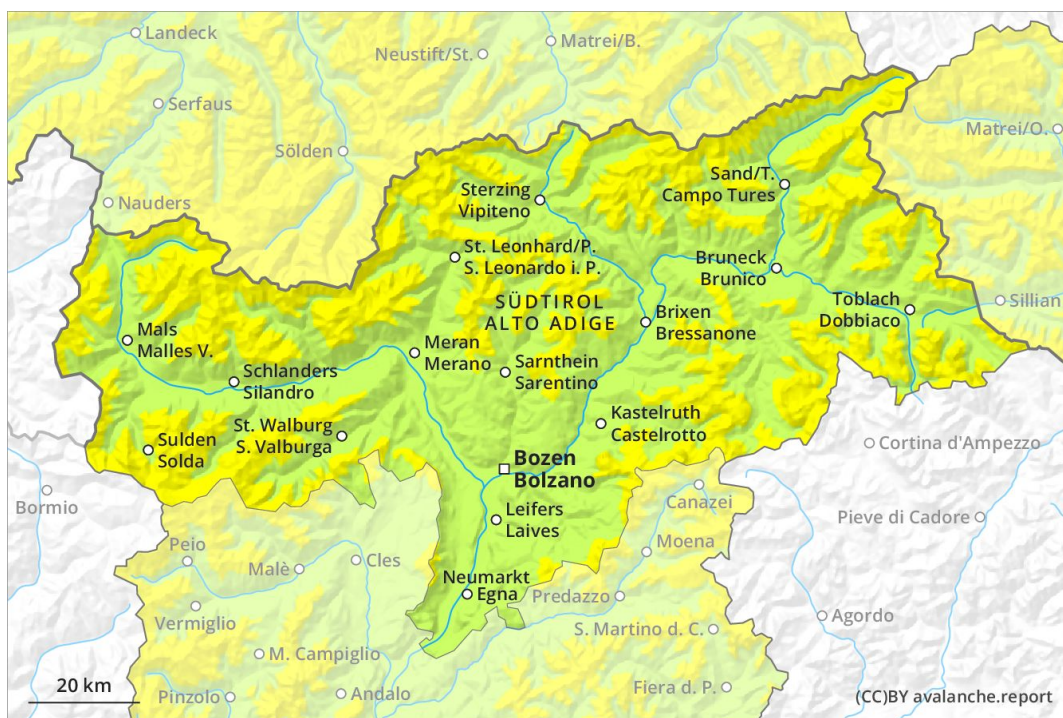 Landeck
Neustift/St.
Matrei/B.
Serfaus
Sölden
Matrei/O.
Nauders
Sterzing
Vipiteno
Sand/T.
Campo Tures
St. Leonhard/P.
S. Leonardo i. P.
Bruneck
Brunico
SÜDTIROL
ALTO ADIGE
Toblach
Dobbiaco
Sillian
Mals
Malles V.
Meran
Merano
Brixen
Bressanone
Schlanders
Silandro
Sarnthein
Sarentino
St. Walburg
S. Valburga
Kastelruth
Castelrotto
Sulden
Solda
Cortina d'Ampezzo
Bozen
Bolzano
Bormio
Canazei
Leifers
Laives
Pieve di Cadore
Peio
Moena
Cles
Malè
Neumarkt
Egna
Predazzo
Vermiglio
Agordo
S. Martino d. C.
M. Campiglio
20 km
Pinzolo
Andalo
Fiera d. P.
(CC)BY avalanche.report